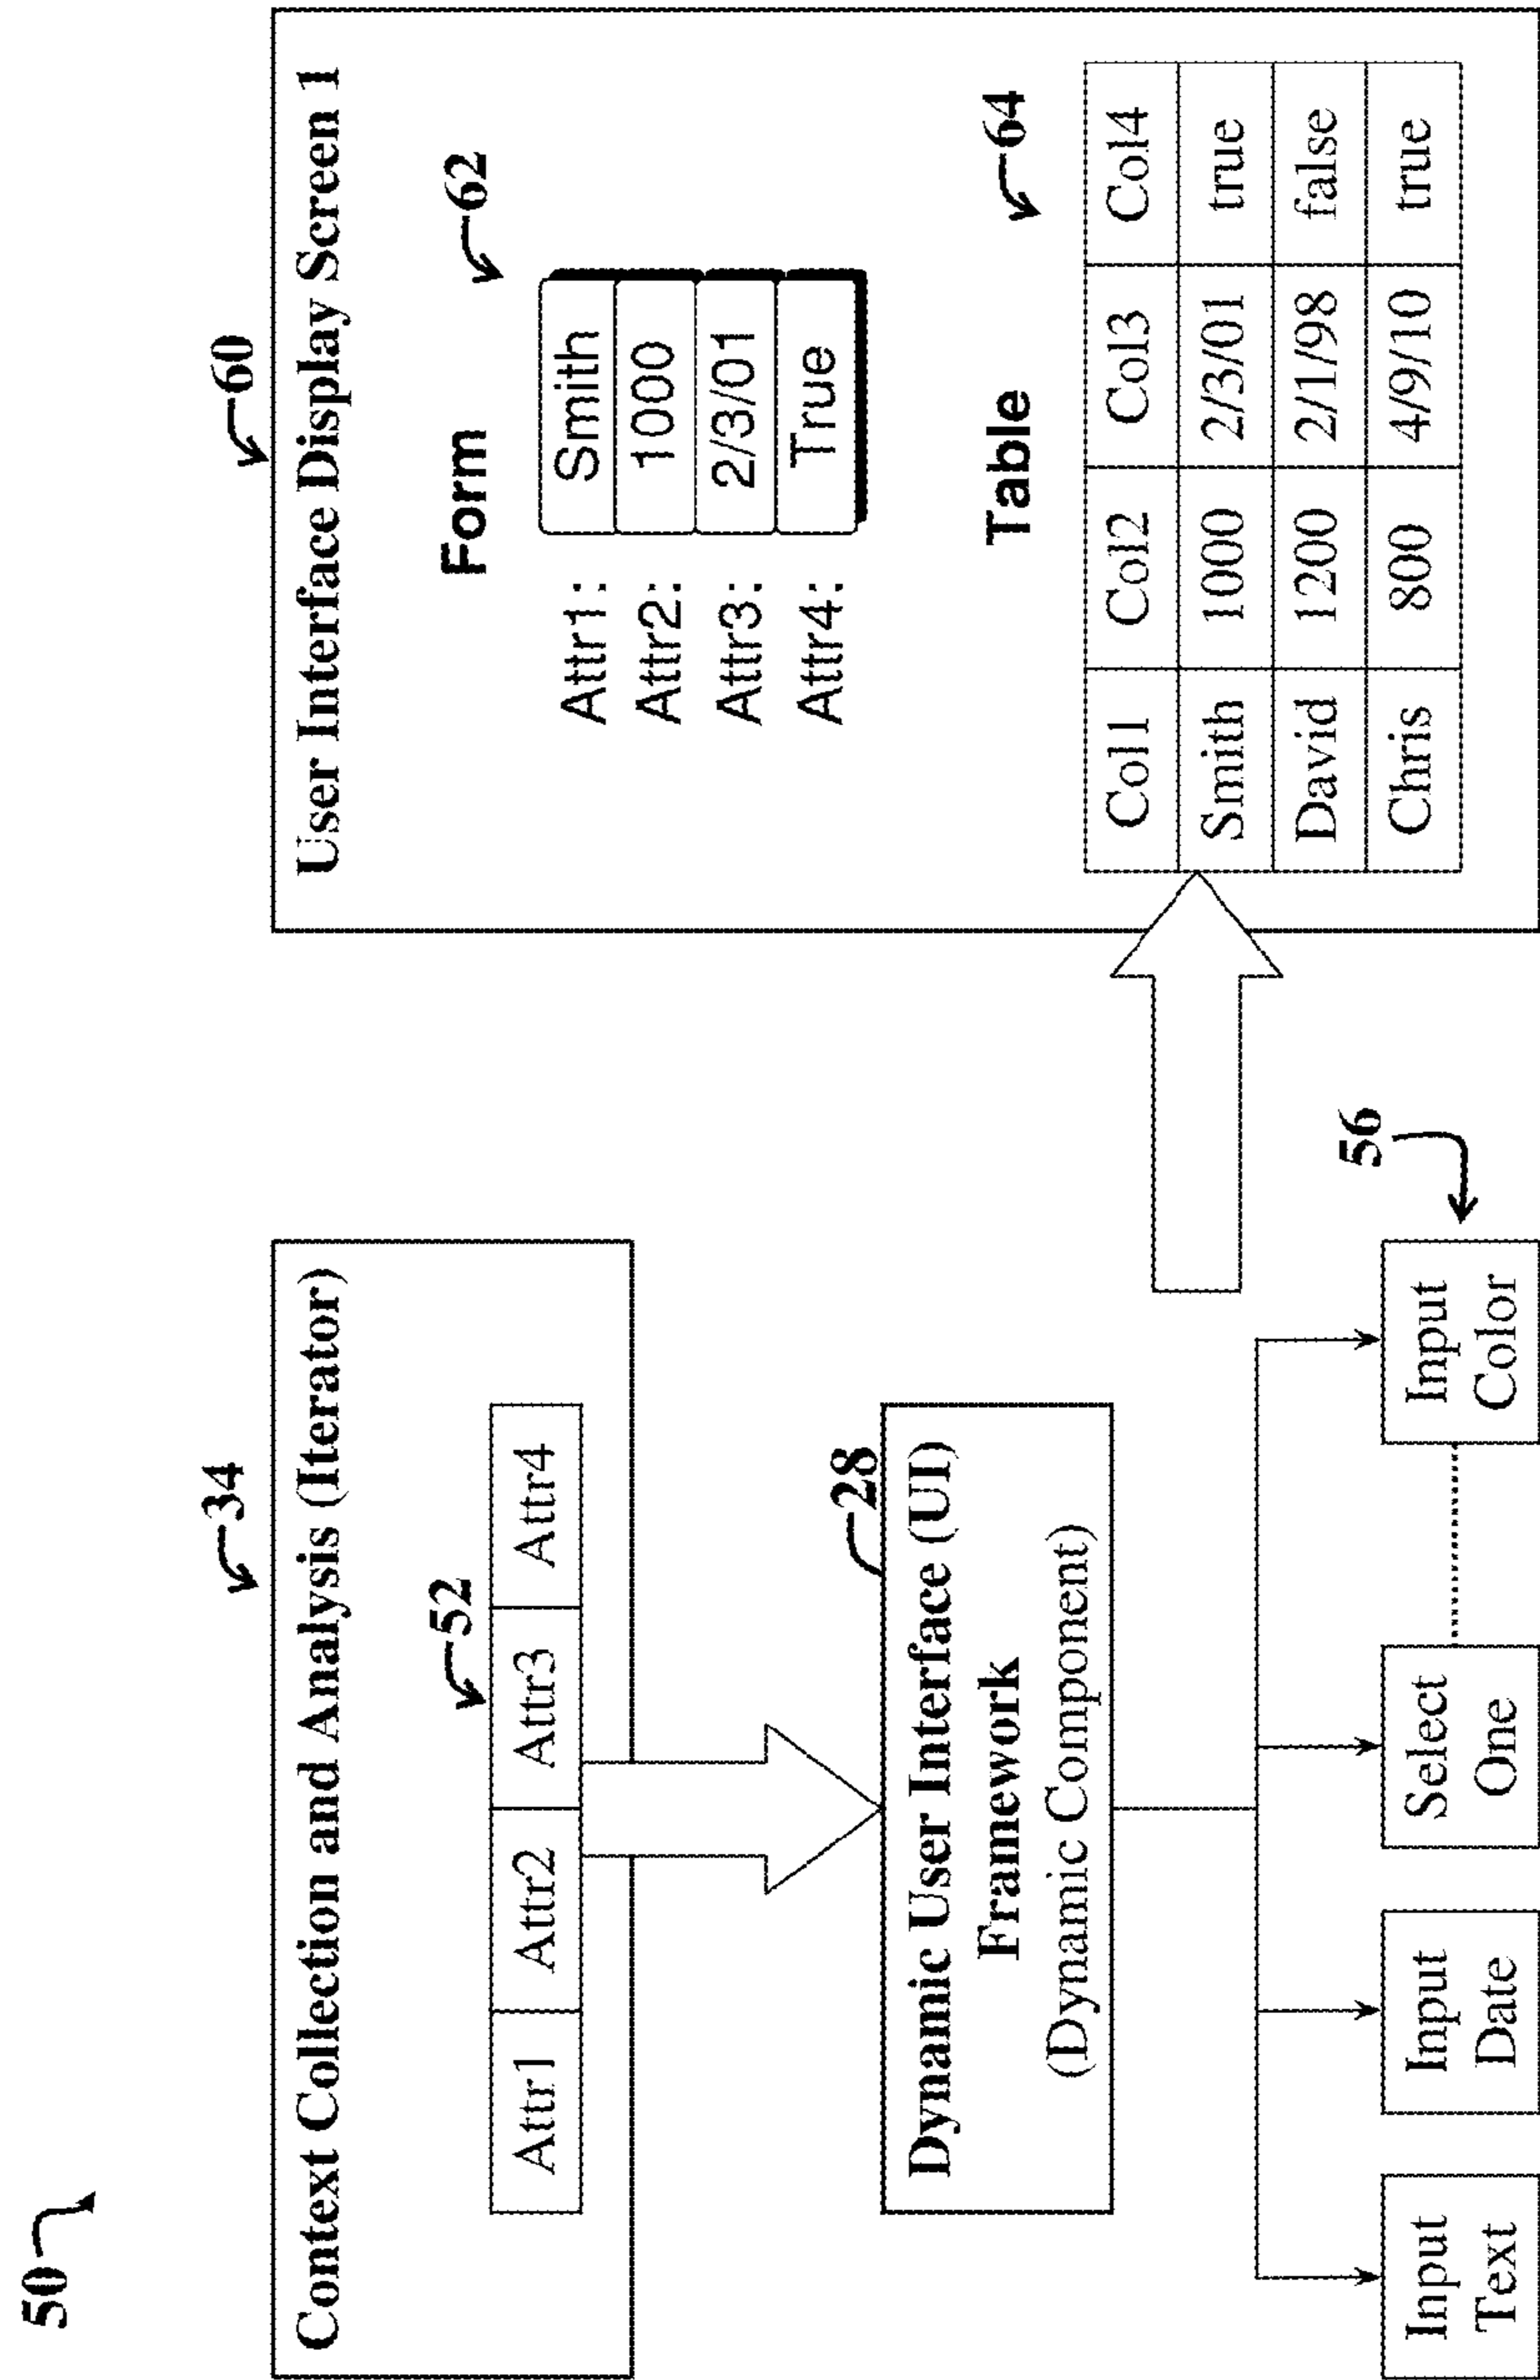 50
34
Context Collection and Analysis (Iterator)
52
Attr1 Attr2 Attr3 Attr4
28
Dynamic User Interface (UI)
Framework
(Dynamic Component)
Input
Text
Input
Date
Select
One
Input
Color
56
60
User Interface Display Screen 1
Form
62
Attr1: Smith
Attr2: 1000
Attr3: 2/3/01
Attr4: True
Table
64
Col1 Col2 Col3 Col4
Smith 1000 2/3/01 true
David 1200 2/1/98 false
Chris 800 4/9/10 true